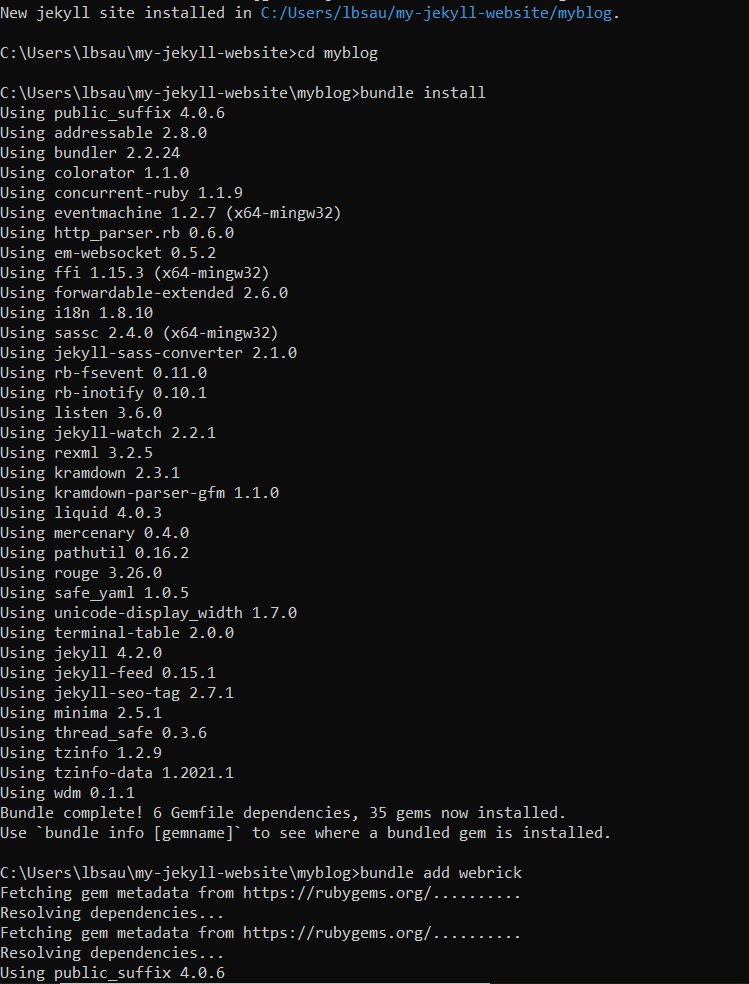 New jekyll site installed in C:/Users/lbsau/my-jekyll-website/myblog.
C:\Users\lbsau\my-jekyll-website>cd myblog
C:\Users\lbsau\my-jekyll-website\myblog>bundle install
Using public_suffix 4.0.6
Using addressable 2.8.0
Using bundler 2.2.24
Using colorator 1.1.0
Using concurrent-ruby 1.1.9
Using eventmachine 1.2.7 (x64-mingw32)
Using http_parser.rb 0.6.0
Using em-websocket 0.5.2
Using ffi 1.15.3 (x64-mingw32)
Using forwardable-extended 2.6.0
Using i18n 1.8.10
Using sassc 2.4.0 (x64-mingw32)
Using jekyll-sass-converter 2.1.0
Using rb-fsevent 0.11.0
Using rb-inotify 0.10.1
Using listen 3.6.0
Using jekyll-watch 2.2.1
Using rexml 3.2.5
Using kramdown 2.3.1
Using kramdown-parser-gfm 1.1.0
Using liquid 4.0.3
Using mercenary 0.4.0
Using pathutil 0.16.2
Using rouge 3.26.0
Using safe_yaml 1.0.5
Using unicode-display_width 1.7.0
Using terminal-table 2.0.0
Using jekyll 4.2.0
Using jekyll-feed 0.15.1
Using jekyll-seo-tag 2.7.1
Using minima 2.5.1
Using thread_safe 0.3.6
Using tzinfo 1.2.9
Using tzinfo-data 1.2021.1
Using wdm 0.1.1
Bundle complete! 6 Gemfile dependencies, 35 gems now installed.
Use `bundle info [gemname]` to see where a bundled gem is installed.
C:\Users\lbsau\my-jekyll-website\myblog>bundle add webrick
Fetching gem metadata from https://rubygems.org/..........
Resolving dependencies...
Fetching gem metadata from https://rubygems.org/..........
Resolving dependencies...
Using public_suffix 4.0.6